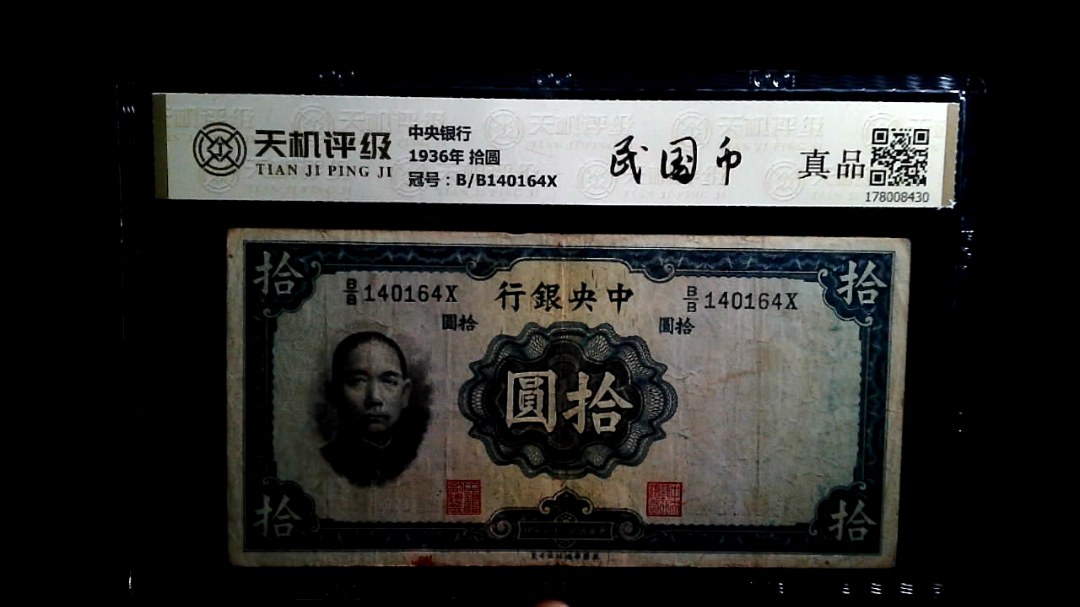 天机评级
TIAN JI PING JI
中央银行
1936年 拾圆
冠号：B/B140164X
民国币
真品
178008430
拾
B/B 140164X
行銀央中
B/B 140164X
拾
圓拾
圓拾
圓拾
拾
拾